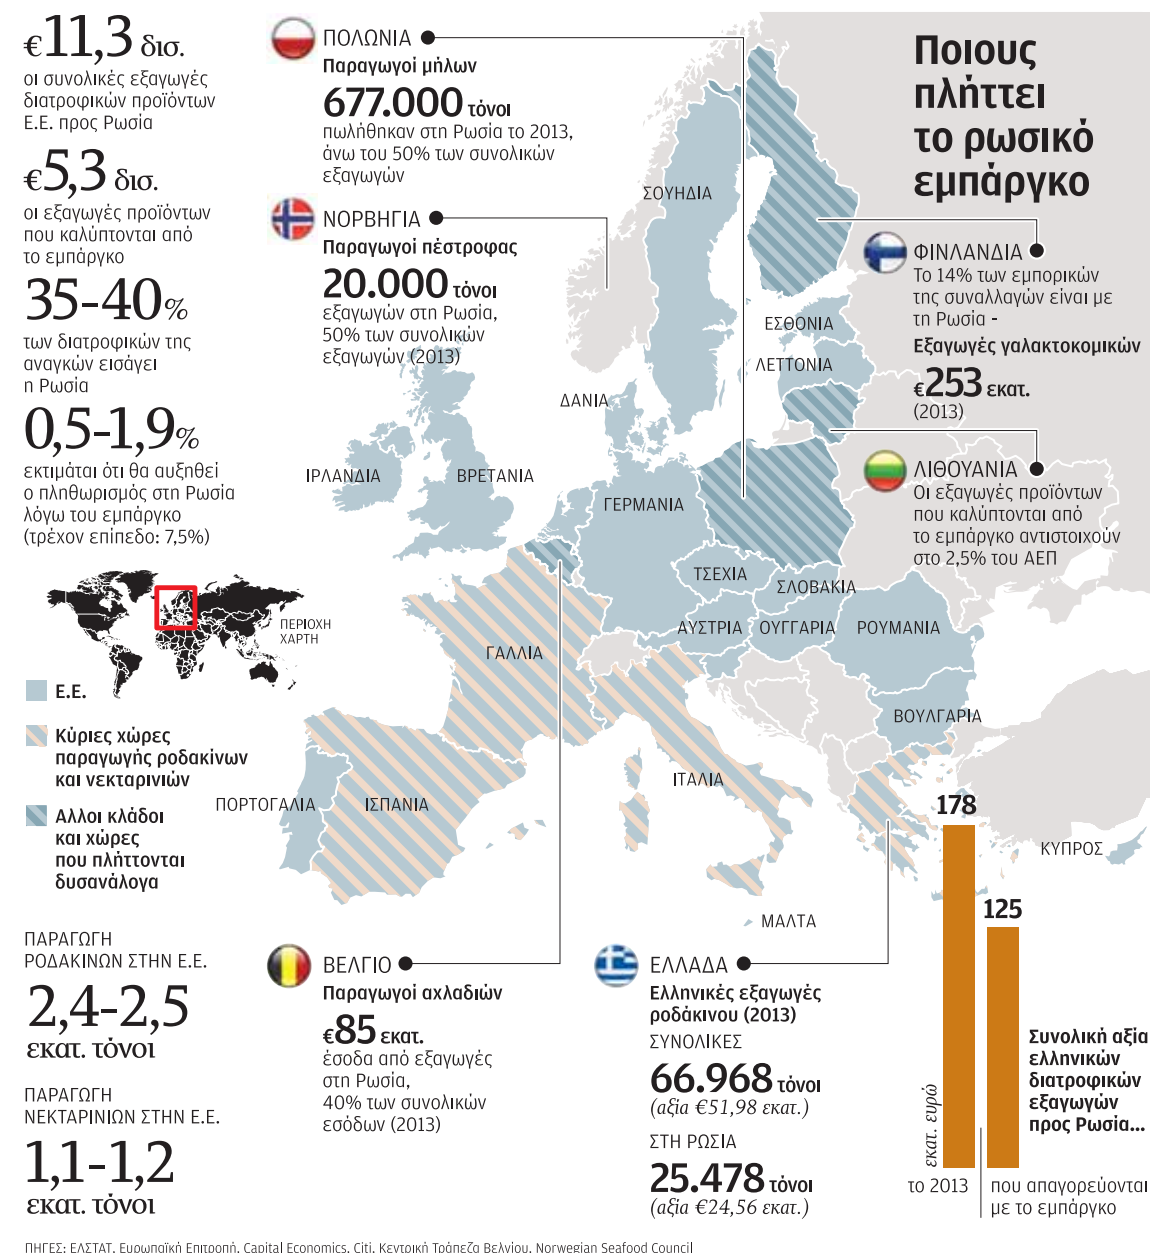 Ποιους
πλήττει
το ρωσικό
εμπάργκο
€11,3 δισ.
οι συνολικές εξαγωγές
διατροφικών προϊόντων
Ε.Ε. προς Ρωσία
€5,3 δισ.
οι εξαγωγές προϊόντων
που καλύπτονται από
το εμπάργκο
35-40%
των διατροφικών της
αναγκών εισάγει
η Ρωσία
0,5-1,9%
εκτιμάται ότι θα αυξηθεί
ο πληθωρισμός στη Ρωσία
λόγω του εμπάργκο
(τρέχον επίπεδο: 7,5%)
ΠΕΡΙΟΧΗ
ΧΑΡΤΗ
Ε.Ε.
Κύριες χώρες
παραγωγής ροδακίνων
και νεκταρινιών
Αλλοι κλάδοι
και χώρες
που πλήττονται
δυσανάλογα
ΠΑΡΑΓΩΓΗ
ΡΟΔΑΚΙΝΩΝ ΣΤΗΝ Ε.Ε.
2,4-2,5
εκατ. τόνοι
ΠΑΡΑΓΩΓΗ
ΝΕΚΤΑΡΙΝΙΩΝ ΣΤΗΝ Ε.Ε.
1,1-1,2
εκατ. τόνοι
ΠΟΛΩΝΙΑ
Παραγωγοί μήλων
677.000 τόνοι
πωλήθηκαν στη Ρωσία το 2013,
άνω του 50% των συνολικών
εξαγωγών
ΝΟΡΒΗΓΙΑ
Παραγωγοί πέστροφας
20.000 τόνοι
εξαγωγών στη Ρωσία,
50% των συνολικών
εξαγωγών (2013)
ΦΙΝΛΑΝΔΙΑ
Το 14% των εμπορικών
της συναλλαγών είναι με
τη Ρωσία -
Εξαγωγές γαλακτοκομικών
€253 εκατ.
(2013)
ΛΙΘΟΥΑΝΙΑ
Οι εξαγωγές προϊόντων
που καλύπτονται από
το εμπάργκο αντιστοιχούν
στο 2,5% του ΑΕΠ
ΣΟΥΗΔΙΑ
ΕΣΘΟΝΙΑ
ΛΕΤΤΟΝΙΑ
ΔΑΝΙΑ
ΙΡΛΑΝΔΙΑ
ΒΡΕΤΑΝΙΑ
ΓΕΡΜΑΝΙΑ
ΤΣΕΧΙΑ
ΣΛΟΒΑΚΙΑ
ΑΥΣΤΡΙΑ
ΟΥΓΓΑΡΙΑ
ΡΟΥΜΑΝΙΑ
ΓΑΛΛΙΑ
ΒΟΥΛΓΑΡΙΑ
ΙΤΑΛΙΑ
ΠΟΡΤΟΓΑΛΙΑ
ΙΣΠΑΝΙΑ
ΚΥΠΡΟΣ
ΜΑΛΤΑ
ΒΕΛΓΙΟ
Παραγωγοί αχλαδιών
€85 εκατ.
έσοδα από εξαγωγές
στη Ρωσία,
40% των συνολικών
εσόδων (2013)
ΕΛΛΑΔΑ
Ελληνικές εξαγωγές
ροδάκινου (2013)
ΣΥΝΟΛΙΚΕΣ
66.968 τόνοι
(αξία €51,98 εκατ.)
ΣΤΗ ΡΩΣΙΑ
25.478 τόνοι
(αξία €24,56 εκατ.)
178
125
εκατ. ευρώ
Συνολική αξία
ελληνικών
διατροφικών
εξαγωγών
προς Ρωσία...
το 2013
που απαγορεύονται
με το εμπάργκο
ΠΗΓΕΣ: ΕΛΣΤΑΤ, Ευρωπαϊκή Επιτροπή, Capital Economics, Citi, Κεντρική Τράπεζα Βελγίου, Norwegian Seafood Council